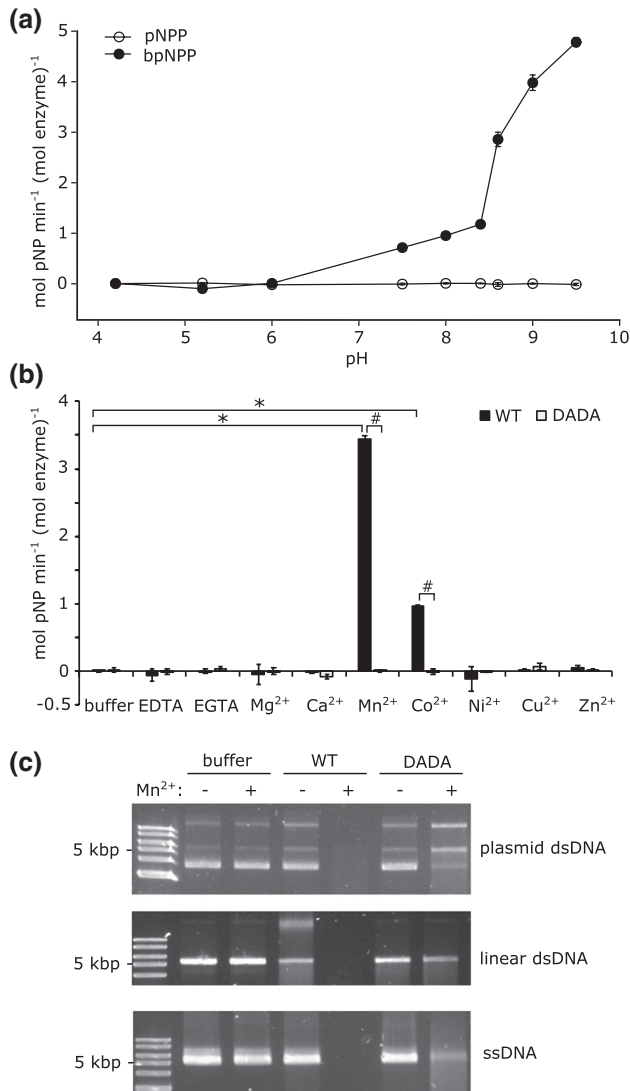 (a)
pNPP
bpNPP
mol pNP min⁻¹ (mol enzyme)⁻¹
5
4
3
2
1
0
4 5 6 7 8 9 10
pH
(b)
mol pNP min⁻¹ (mol enzyme)⁻¹
4
3
2
1
0
-0.5
*
*
#
#
WT DADA
buffer EDTA EGTA Mg²⁺ Ca²⁺ Mn²⁺ Co²⁺ Ni²⁺ Cu²⁺ Zn²⁺
(c)
buffer WT DADA
Mn²⁺: - + - + - +
5 kbp - plasmid dsDNA
5 kbp - linear dsDNA
5 kbp - ssDNA